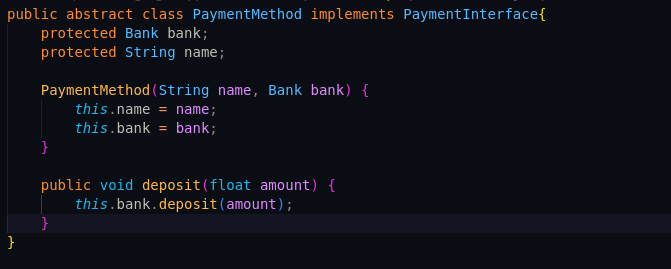 public abstract class PaymentMethod implements PaymentInterface{
    protected Bank bank;
    protected String name;

    PaymentMethod(String name, Bank bank) {
        this.name = name;
        this.bank = bank;
    }

    public void deposit(float amount) {
        this.bank.deposit(amount);
    }
}